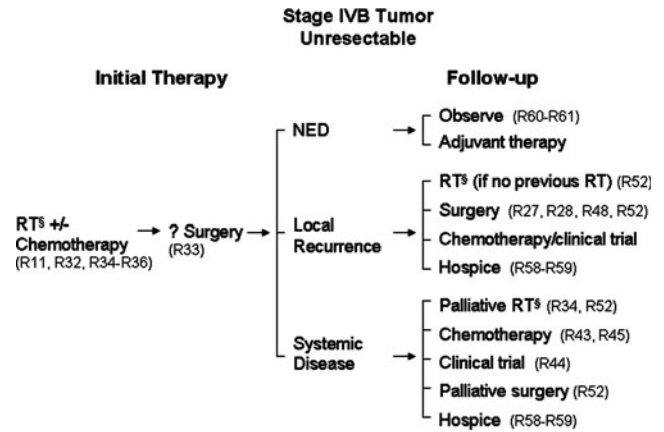 Stage IVB Tumor
Unresectable
Initial Therapy
Follow-up
RT§ +/-
Chemotherapy
(R11, R32, R34-R36)
? Surgery
(R33)
NED
Observe (R60-R61)
Adjuvant therapy
Local
Recurrence
RT§ (if no previous RT) (R52)
Surgery (R27, R28, R48, R52)
Chemotherapy/clinical trial
Hospice (R58-R59)
Systemic
Disease
Palliative RT§ (R34, R52)
Chemotherapy (R43, R45)
Clinical trial (R44)
Palliative surgery (R52)
Hospice (R58-R59)